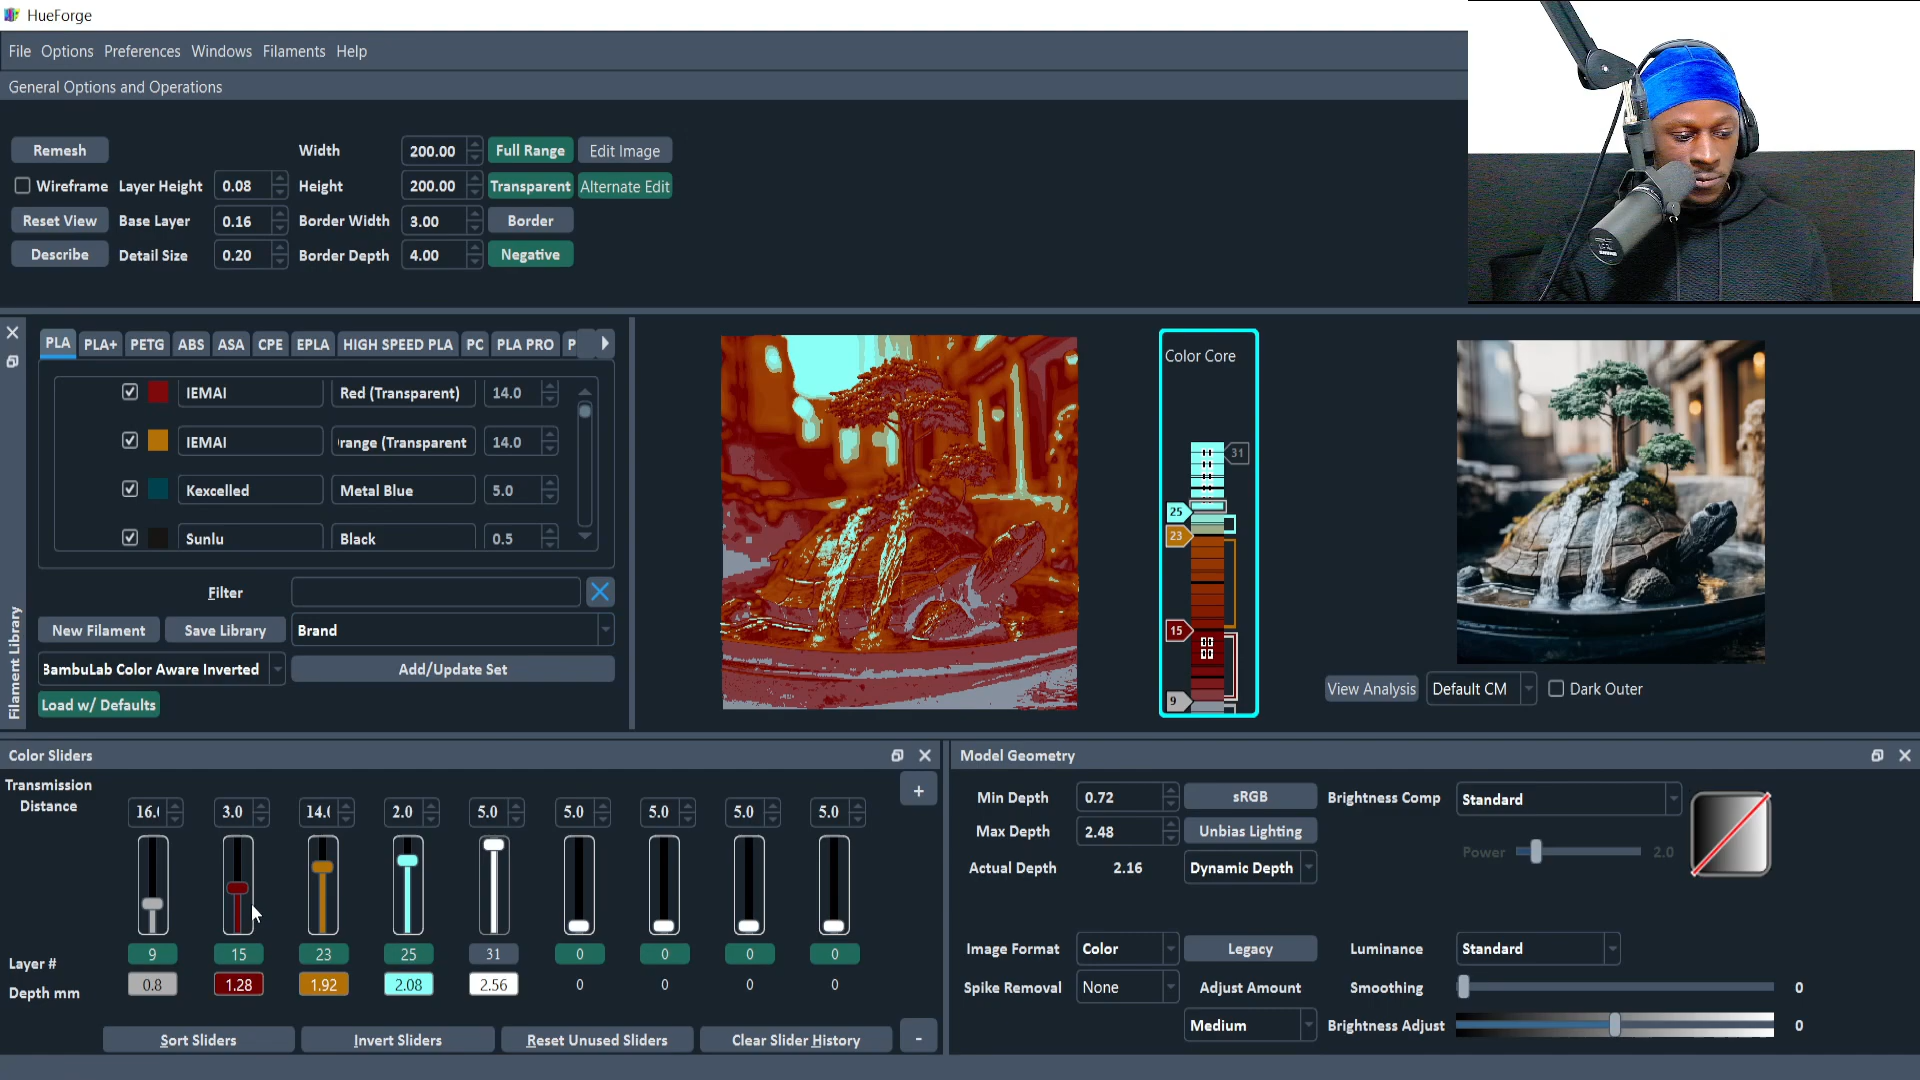 HueForge
File Options Preferences Windows Filaments Help
General Options and Operations
Remesh Width 200.00 Full Range Edit Image
Wireframe Layer Height 0.08 Height 200.00 Transparent Alternate Edit
Reset View Base Layer 0.16 Border Width 3.00 Border
Describe Detail Size 0.20 Border Depth 4.00 Negative
PLA PLA+ PETG ABS ASA CPE EPLA HIGH SPEED PLA PC PLA PRO P
IEMAI Red (Transparent) 14.0
IEMAI range (Transparent 14.0
Kexcelled Metal Blue 5.0
Sunlu Black 0.5
Filter
New Filament Save Library Brand
BambuLab Color Aware Inverted Add/Update Set
Load w/ Defaults
Filament Library
Color Core
31
25
23
15
9
View Analysis Default CM Dark Outer
Color Sliders
Transmission
Distance
16.0 3.0 14.0 2.0 5.0 5.0 5.0 5.0 5.0
+
Layer # 9 15 23 25 31 0 0 0 0
Depth mm 0.8 1.28 1.92 2.08 2.56 0 0 0 0
Sort Sliders Invert Sliders Reset Unused Sliders Clear Slider History -
Model Geometry
Min Depth 0.72 sRGB Brightness Comp Standard
Max Depth 2.48 Unbias Lighting
Power 2.0
Actual Depth 2.16 Dynamic Depth
Image Format Color Legacy Luminance Standard
Spike Removal None Adjust Amount Smoothing 0
Medium Brightness Adjust 0